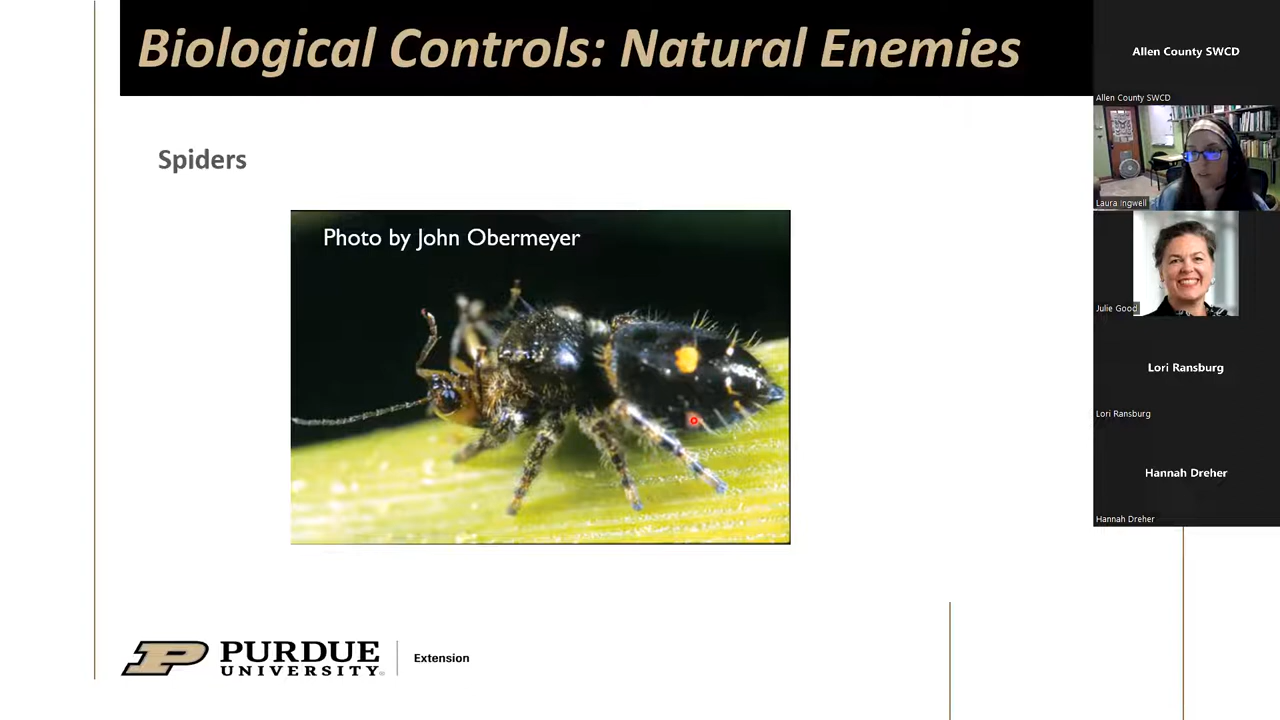 Biological Controls: Natural Enemies
Spiders
Photo by John Obermeyer
PURDUE
UNIVERSITY
Extension
Allen County SWCD
Allen County SWCD
Laura Ingwell
Julie Good
Lori Ransburg
Lori Ransburg
Hannah Dreher
Hannah Dreher